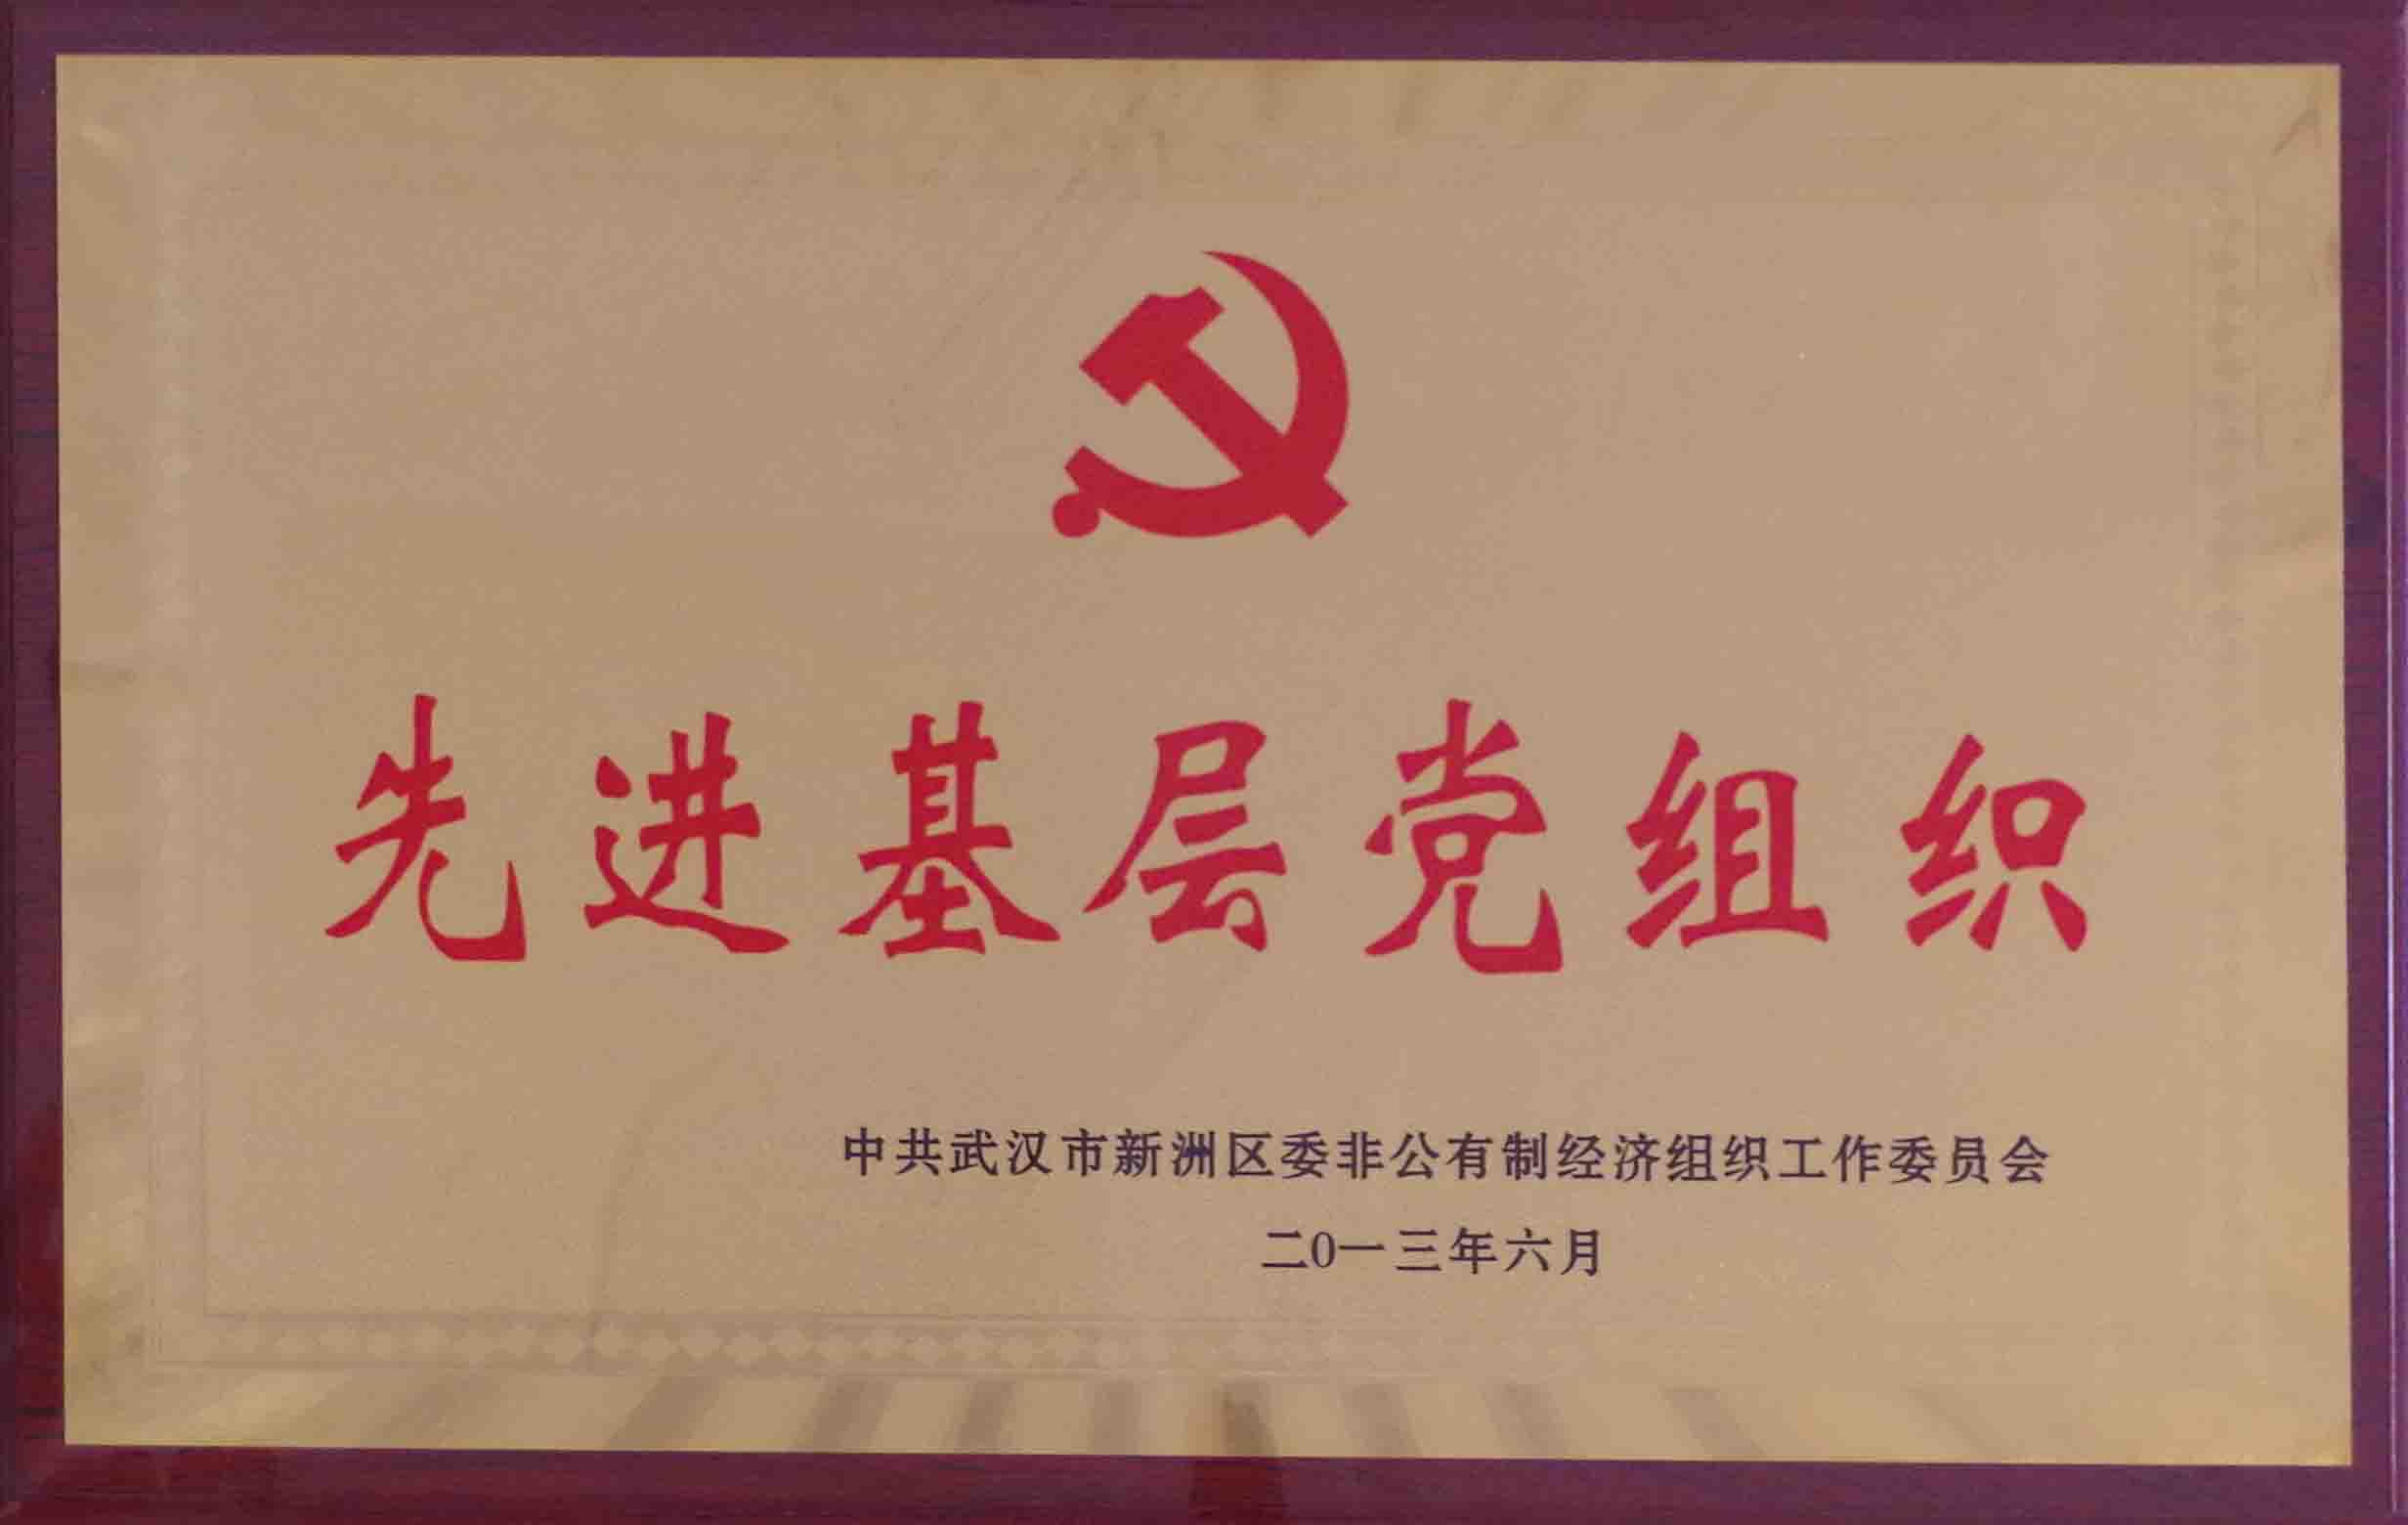 先进基层党组织
中共武汉市新洲区委非公有制经济组织工作委员会
二0一三年六月